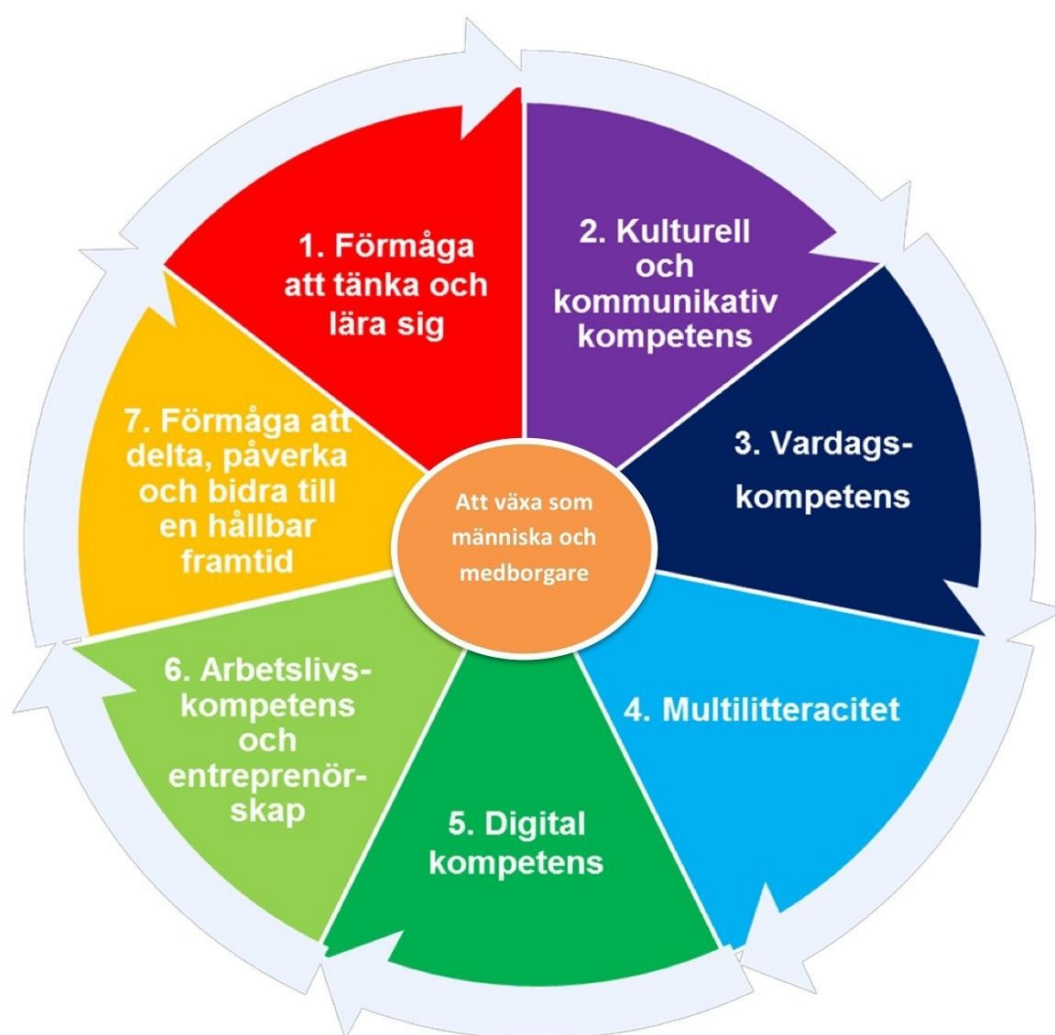 1. Förmåga
att tänka och
lära sig
2. Kulturell
och
kommunikativ
kompetens
3. Vardags-
kompetens
4. Multilitteracitet
5. Digital
kompetens
6. Arbetslivs-
kompetens
och
entreprenör-
skap
7. Förmåga att
delta, påverka
och bidra till
en hållbar
framtid
Att växa som
människa och
medborgare